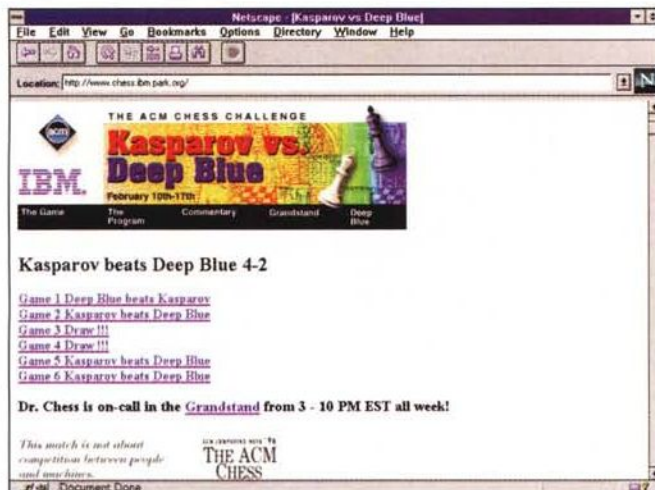 Netscape - [Kasparov vs Deep Blue]
File Edit View Go Bookmarks Options Directory Window Help
Location: http://www.chess.ibm.park.org/
N
acm
THE ACM CHESS CHALLENGE
Kasparov vs.
Deep Blue
IBM.
February 10th-17th
The Game The Program Commentary Grandstand Deep Blue
Kasparov beats Deep Blue 4-2
Game 1 Deep Blue beats Kasparov
Game 2 Kasparov beats Deep Blue
Game 3 Draw !!!
Game 4 Draw !!!
Game 5 Kasparov beats Deep Blue
Game 6 Kasparov beats Deep Blue
Dr. Chess is on-call in the Grandstand from 3 - 10 PM EST all week!
This match is not about
competition between people
and machines.
THE ACM
CHESS
Document Done